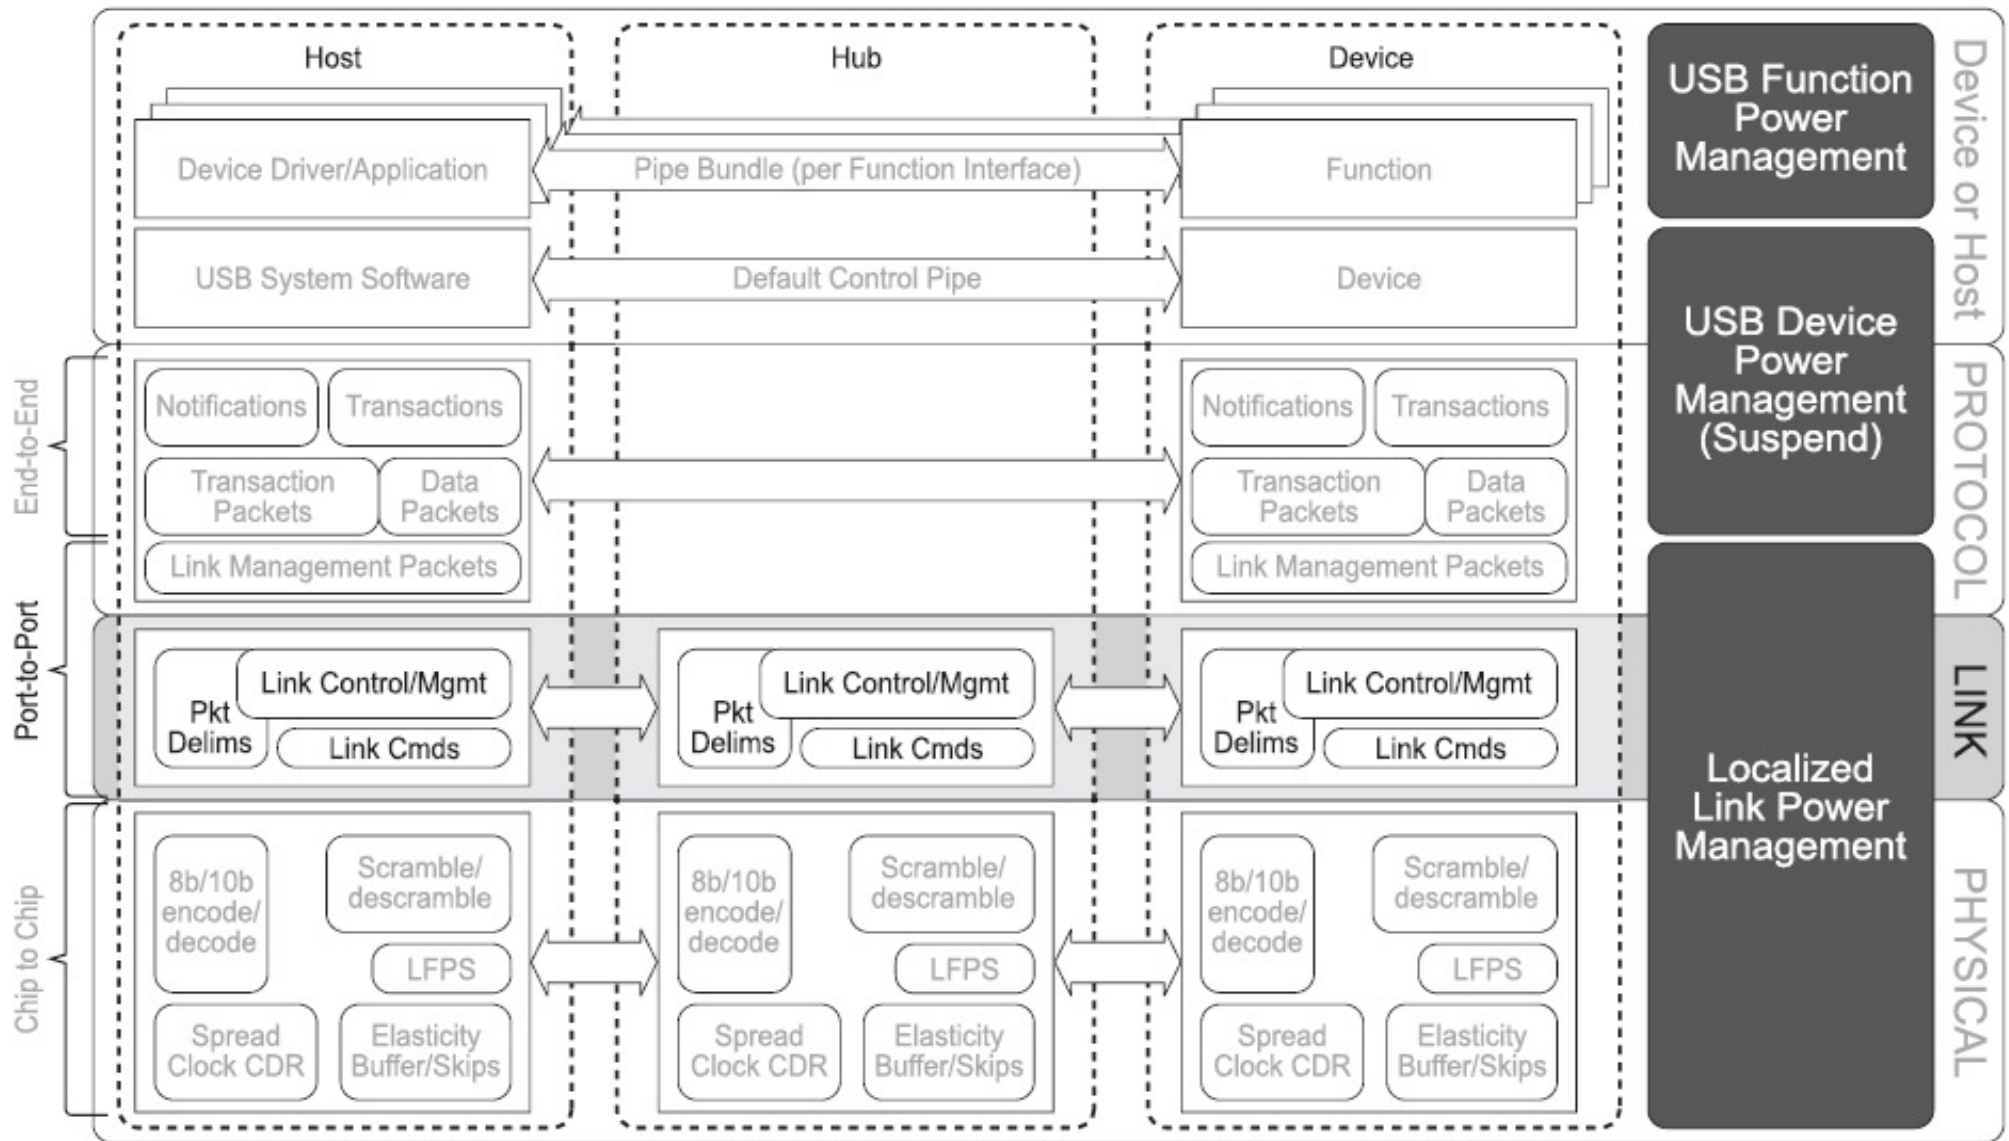 Host
Hub
Device
Device Driver/Application
Pipe Bundle (per Function Interface)
Function
USB System Software
Default Control Pipe
Device
USB Function
Power
Management
Device or Host
End-to-End
Notifications
Transactions
Transaction
Packets
Data
Packets
Link Management Packets
Notifications
Transactions
Transaction
Packets
Data
Packets
Link Management Packets
USB Device
Power
Management
(Suspend)
PROTOCOL
Port-to-Port
Pkt
Delims
Link Control/Mgmt
Link Cmds
Pkt
Delims
Link Control/Mgmt
Link Cmds
Pkt
Delims
Link Control/Mgmt
Link Cmds
LINK
Localized
Link Power
Management
Chip to Chip
8b/10b
encode/
decode
Scramble/
descramble
LFPS
Spread
Clock CDR
Elasticity
Buffer/Skips
8b/10b
encode/
decode
Scramble/
descramble
LFPS
Spread
Clock CDR
Elasticity
Buffer/Skips
8b/10b
encode/
decode
Scramble/
descramble
LFPS
Spread
Clock CDR
Elasticity
Buffer/Skips
PHYSICAL